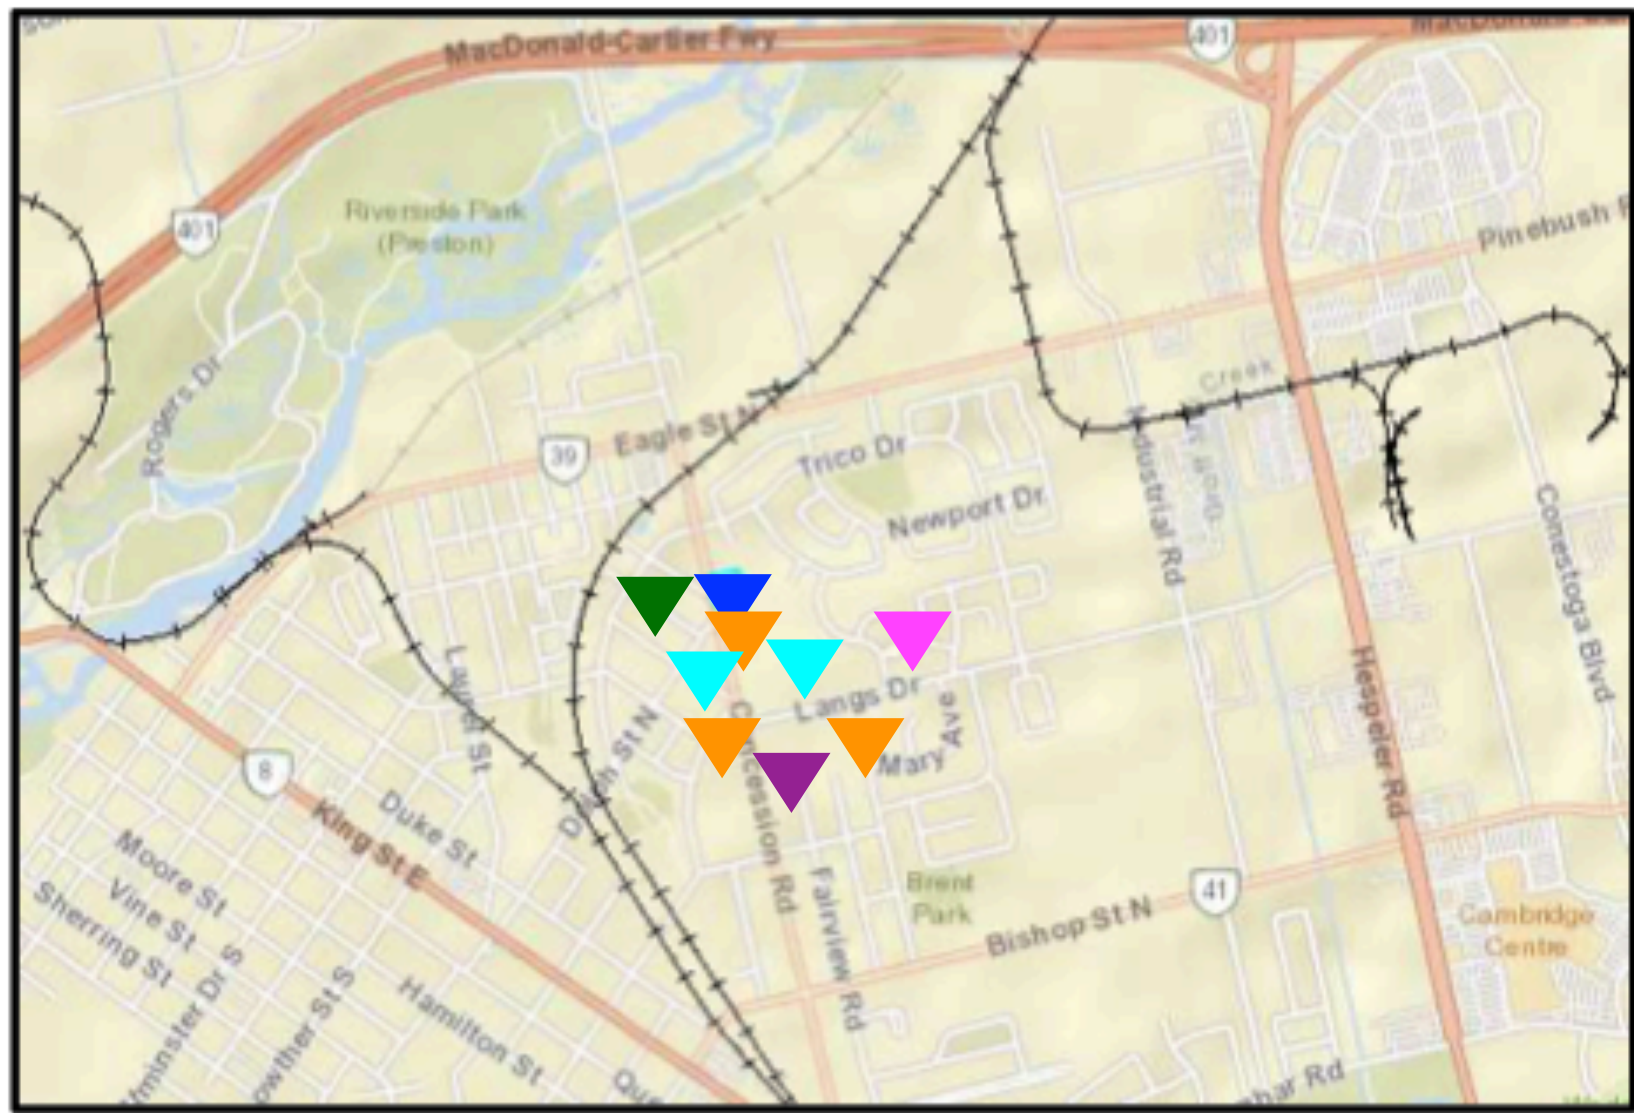 MacDonald-Cartier Fwy
401
401
Riverside Park
(Preston)
Pinebush
Rogers Dr
Creek
Eagle St N
39
Trico Dr
Newport Dr
Industrial Rd
Conestoga Blvd
Laurel St
Langs Dr
Mary Ave
Hespeler Rd
8
Duke St
King St E
Concession Rd
Moore St
Vine St
Sherring St
Fairview Rd
Brent
Park
41
Bishop St N
Cambridge
Centre
Hamilton St